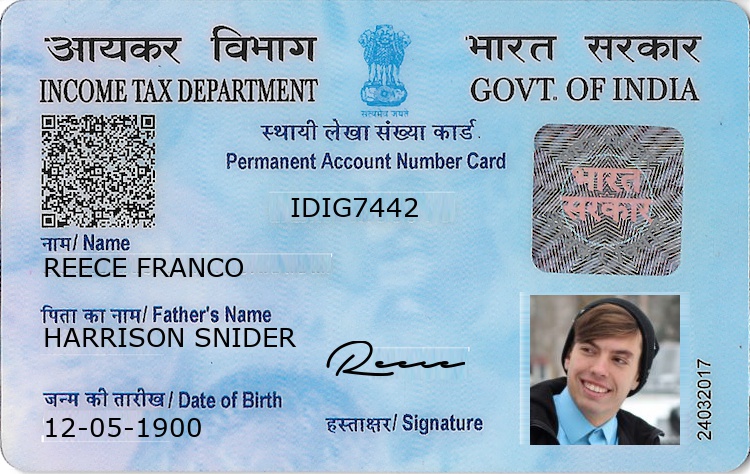 आयकर विभाग
INCOME TAX DEPARTMENT
भारत सरकार
GOVT. OF INDIA
सत्यमेव जयते
स्थायी लेखा संख्या कार्ड
Permanent Account Number Card
IDIG7442
भारत
सरकार
नाम/ Name
REECE FRANCO
पिता का नाम/ Father's Name
HARRISON SNIDER
Reece
जन्म की तारीख / Date of Birth
12-05-1900
हस्ताक्षर/ Signature
24032017